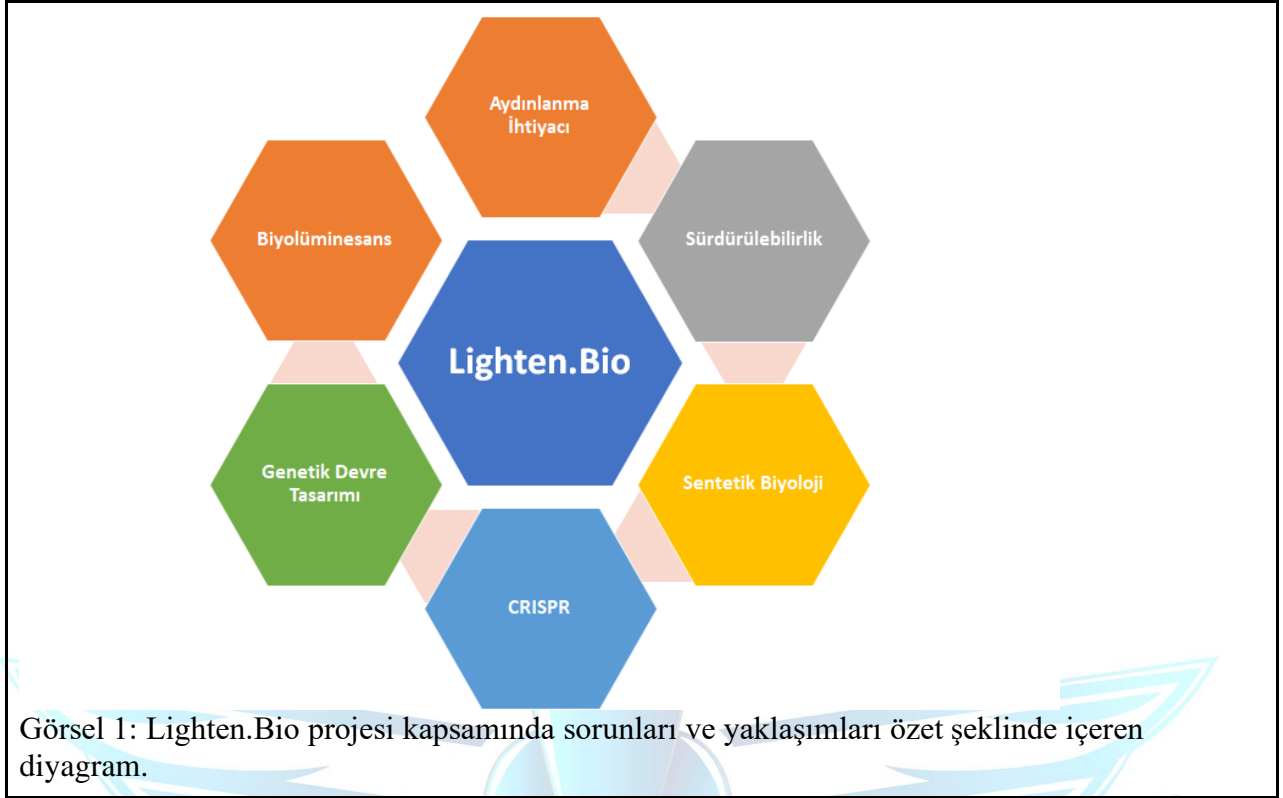 Aydınlanma
İhtiyacı
Biyolüminesans
Sürdürülebilirlik
Lighten.Bio
Genetik Devre
Tasarımı
Sentetik Biyoloji
CRISPR
Görsel 1: Lighten.Bio projesi kapsamında sorunları ve yaklaşımları özet şeklinde içeren
diyagram.